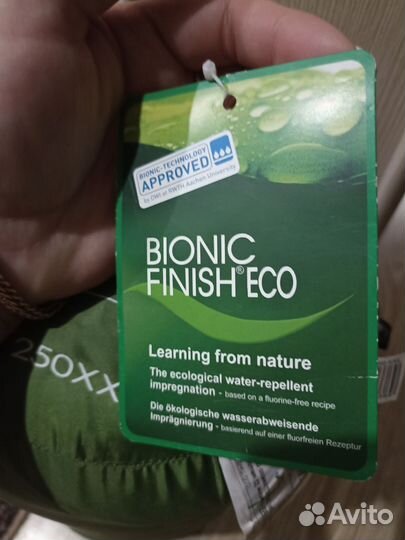 BIONIC-TECHNOLOGY
APPROVED
by DWI at RWTH Aachen University
BIONIC
FINISH® ECO
Learning from nature
The ecological water-repellent
impregnation - based on a fluorine-free recipe
Die ökologische wasserabweisende
Imprägnierung - basierend auf einer fluorfreien Rezeptur
250XX
Avito